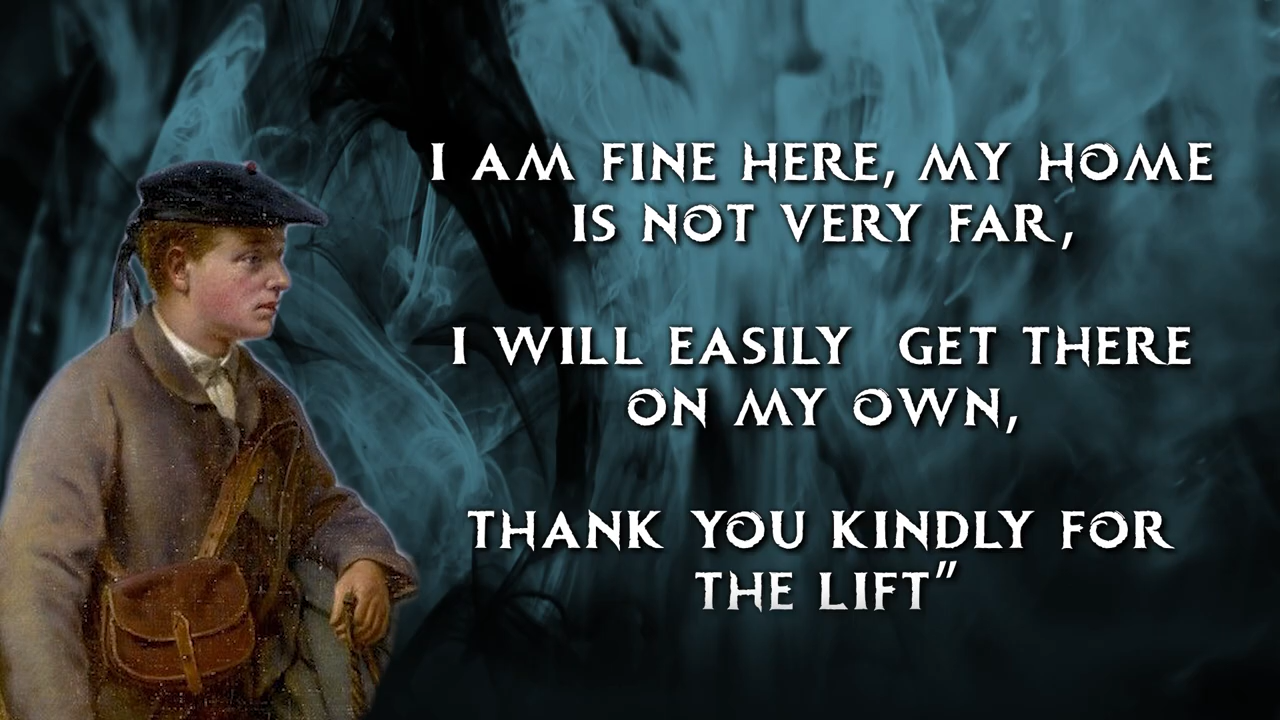 I AM FINE HERE, MY HOME
IS NOT VERY FAR,
I WILL EASILY GET THERE
ON MY OWN,
THANK YOU KINDLY FOR
THE LIFT”